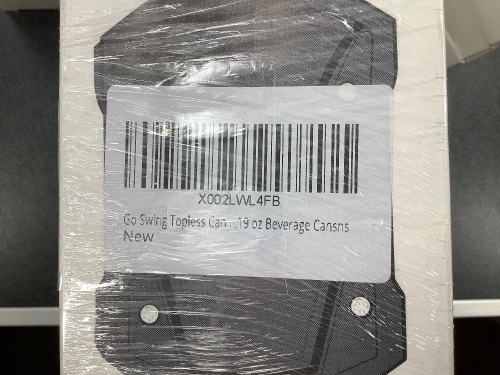 X002LWL4FB
Go Swing Topless Can....19 oz Beverage Cansns
New